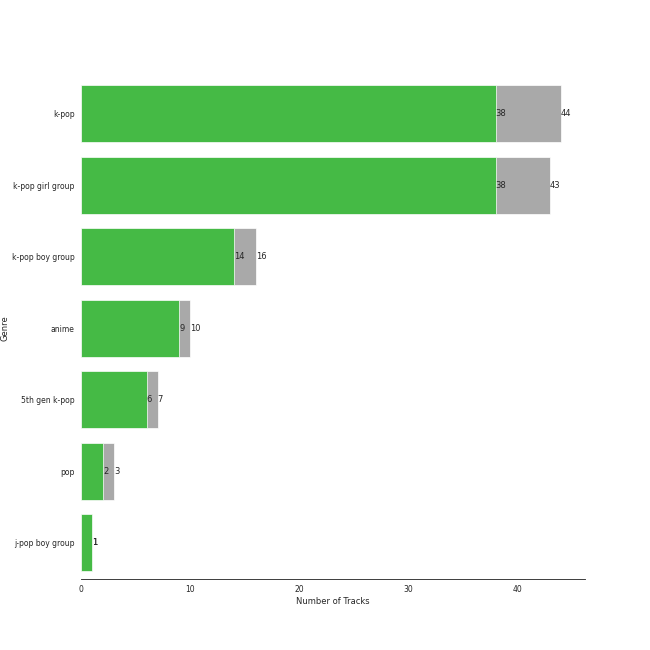 k-pop 38 44
k-pop girl group 38 43
k-pop boy group 14 16
anime 9 10
5th gen k-pop 6 7
pop 2 3
j-pop boy group 1
Genre
0 10 20 30 40
Number of Tracks